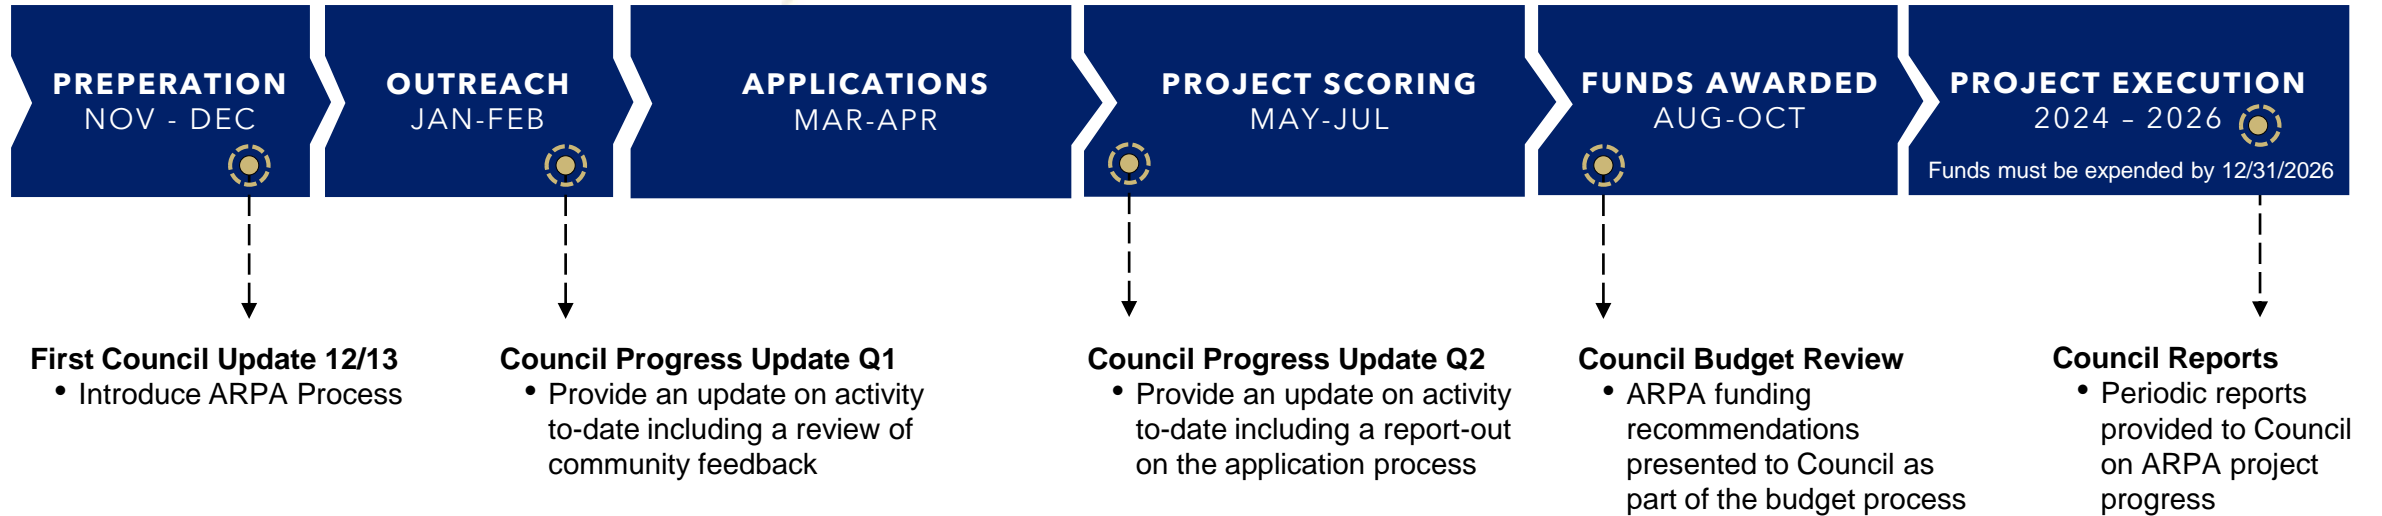 PREPERATION
NOV - DEC
OUTREACH
JAN-FEB
APPLICATIONS
MAR-APR
PROJECT SCORING
MAY-JUL
FUNDS AWARDED
AUG-OCT
PROJECT EXECUTION
2024 – 2026
Funds must be expended by 12/31/2026
First Council Update 12/13
• Introduce ARPA Process
Council Progress Update Q1
• Provide an update on activity
to-date including a review of
community feedback
Council Progress Update Q2
• Provide an update on activity
to-date including a report-out
on the application process
Council Budget Review
• ARPA funding
recommendations
presented to Council as
part of the budget process
Council Reports
• Periodic reports
provided to Council
on ARPA project
progress